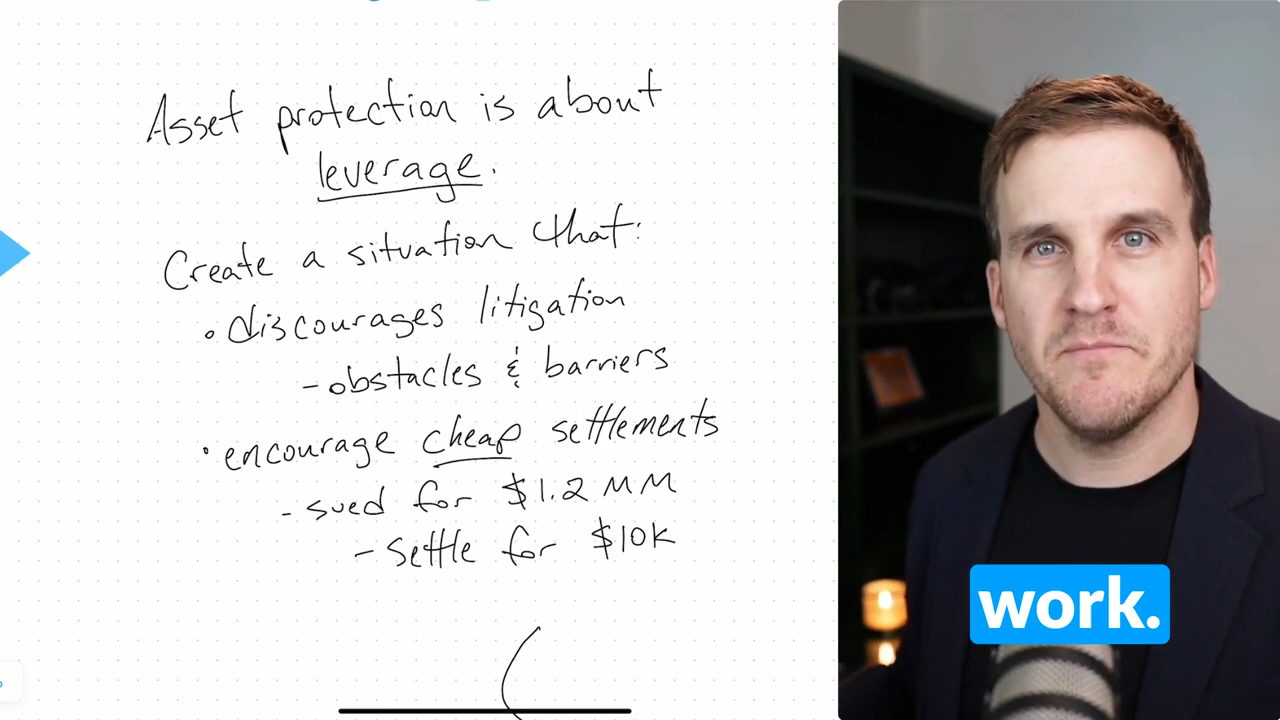 Asset protection is about
leverage.
Create a situation that:
• discourages litigation
- obstacles & barriers
• encourage cheap settlements
- sued for $1.2 MM
- settle for $10K
work.